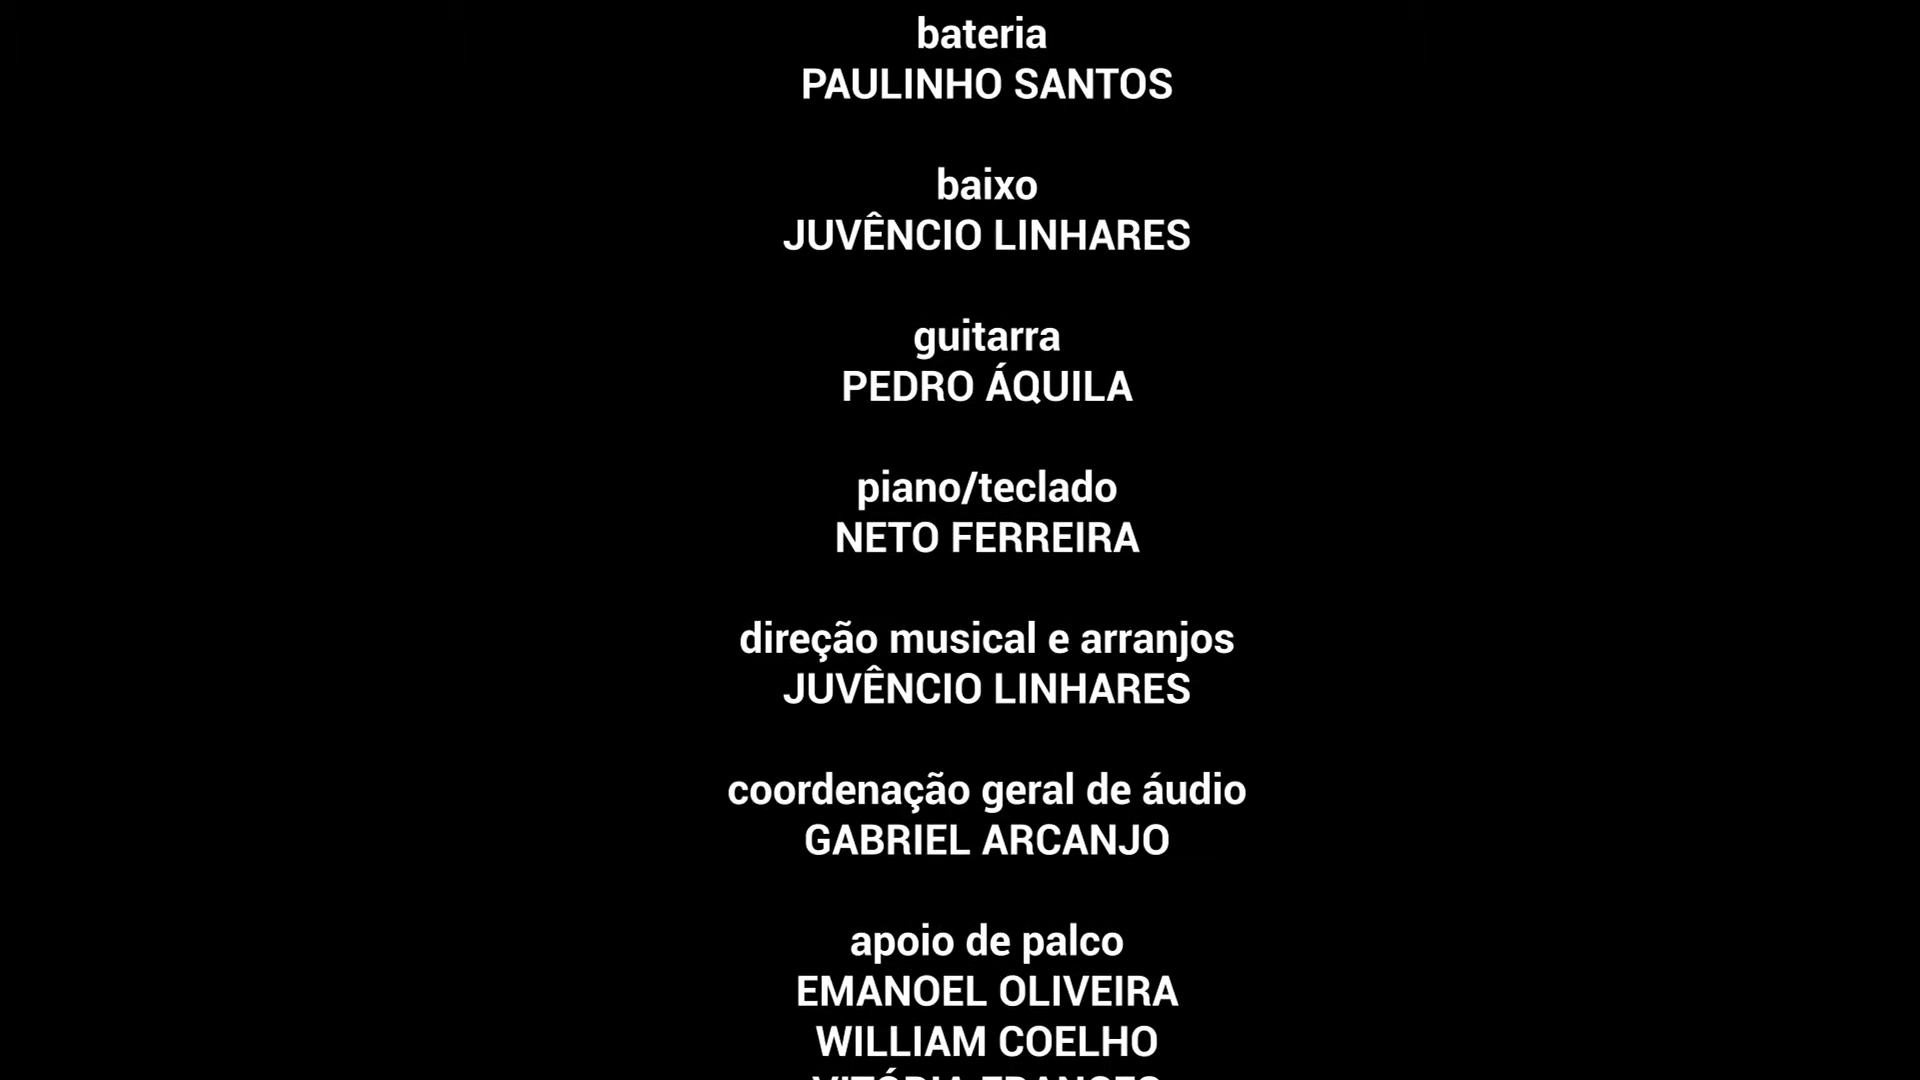 bateria
PAULINHO SANTOS
baixo
JUVÊNCIO LINHARES
guitarra
PEDRO ÁQUILA
piano/teclado
NETO FERREIRA
direção musical e arranjos
JUVÊNCIO LINHARES
coordenação geral de áudio
GABRIEL ARCANJO
apoio de palco
EMANOEL OLIVEIRA
WILLIAM COELHO
VITÓRIA